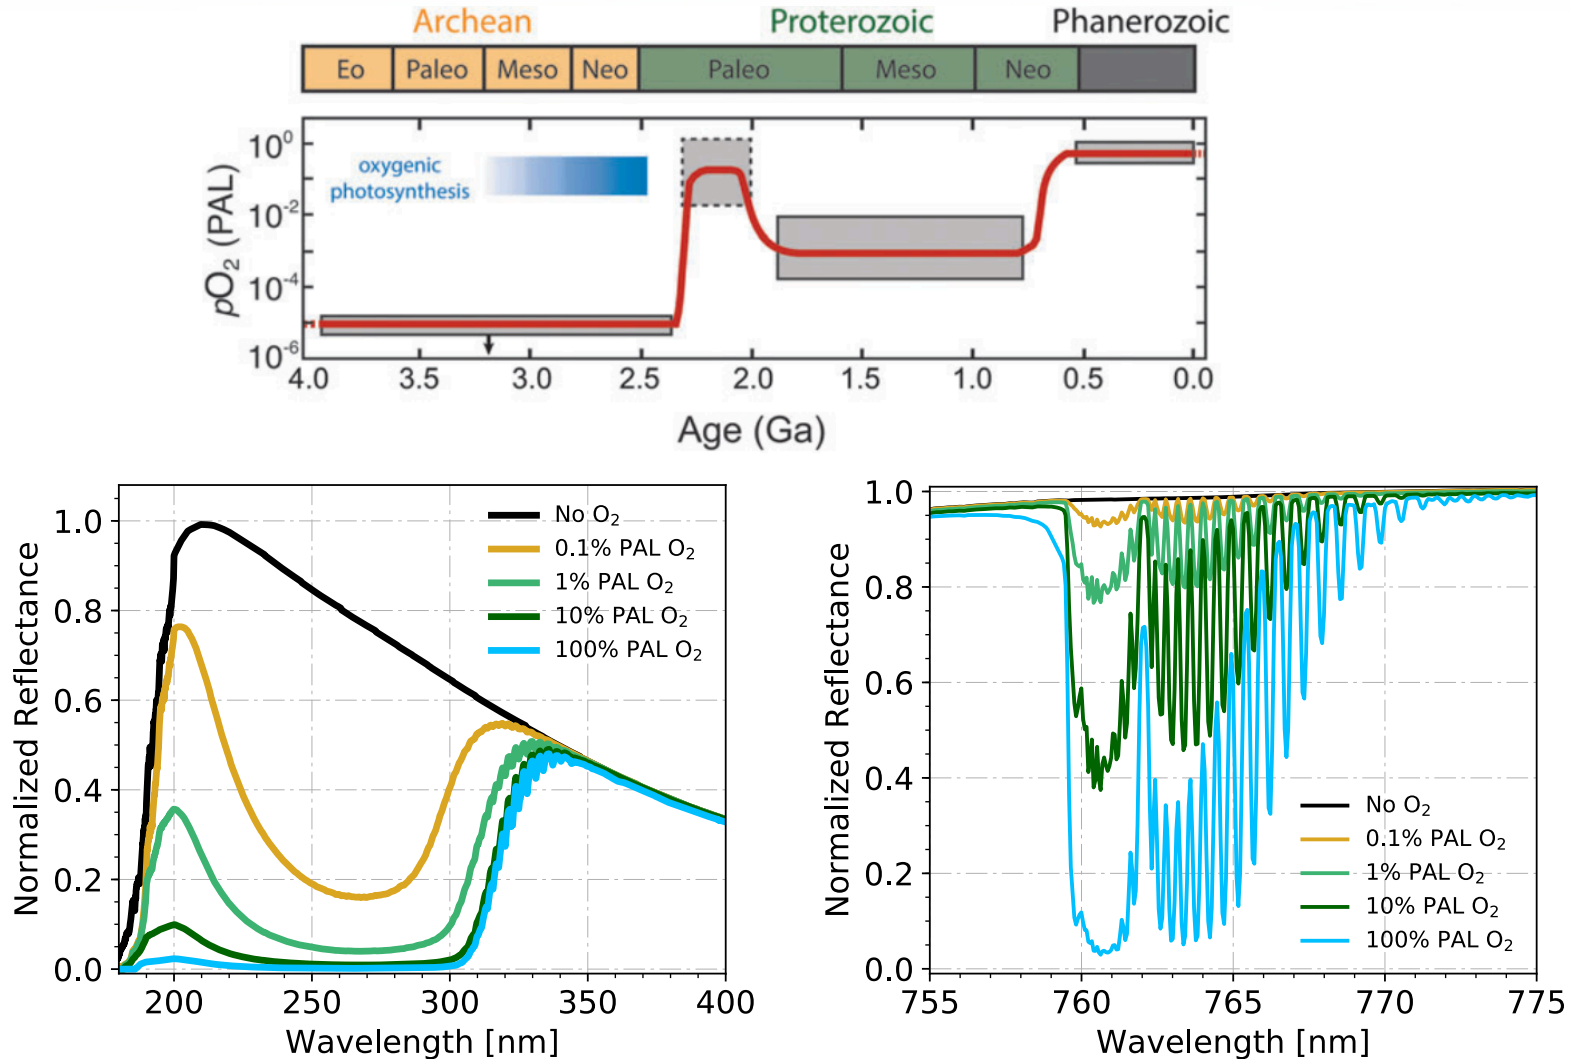 Archean Proterozoic Phanerozoic
Eo Paleo Meso Neo Paleo Meso Neo
10⁰
10⁻²
10⁻⁴
10⁻⁶
pO₂ (PAL)
oxygenic
photosynthesis
4.0 3.5 3.0 2.5 2.0 1.5 1.0 0.5 0.0
Age (Ga)
Normalized Reflectance
1.0
0.8
0.6
0.4
0.2
0.0
No O₂
0.1% PAL O₂
1% PAL O₂
10% PAL O₂
100% PAL O₂
200 250 300 350 400
Wavelength [nm]
Normalized Reflectance
1.0
0.8
0.6
0.4
0.2
0.0
No O₂
0.1% PAL O₂
1% PAL O₂
10% PAL O₂
100% PAL O₂
755 760 765 770 775
Wavelength [nm]